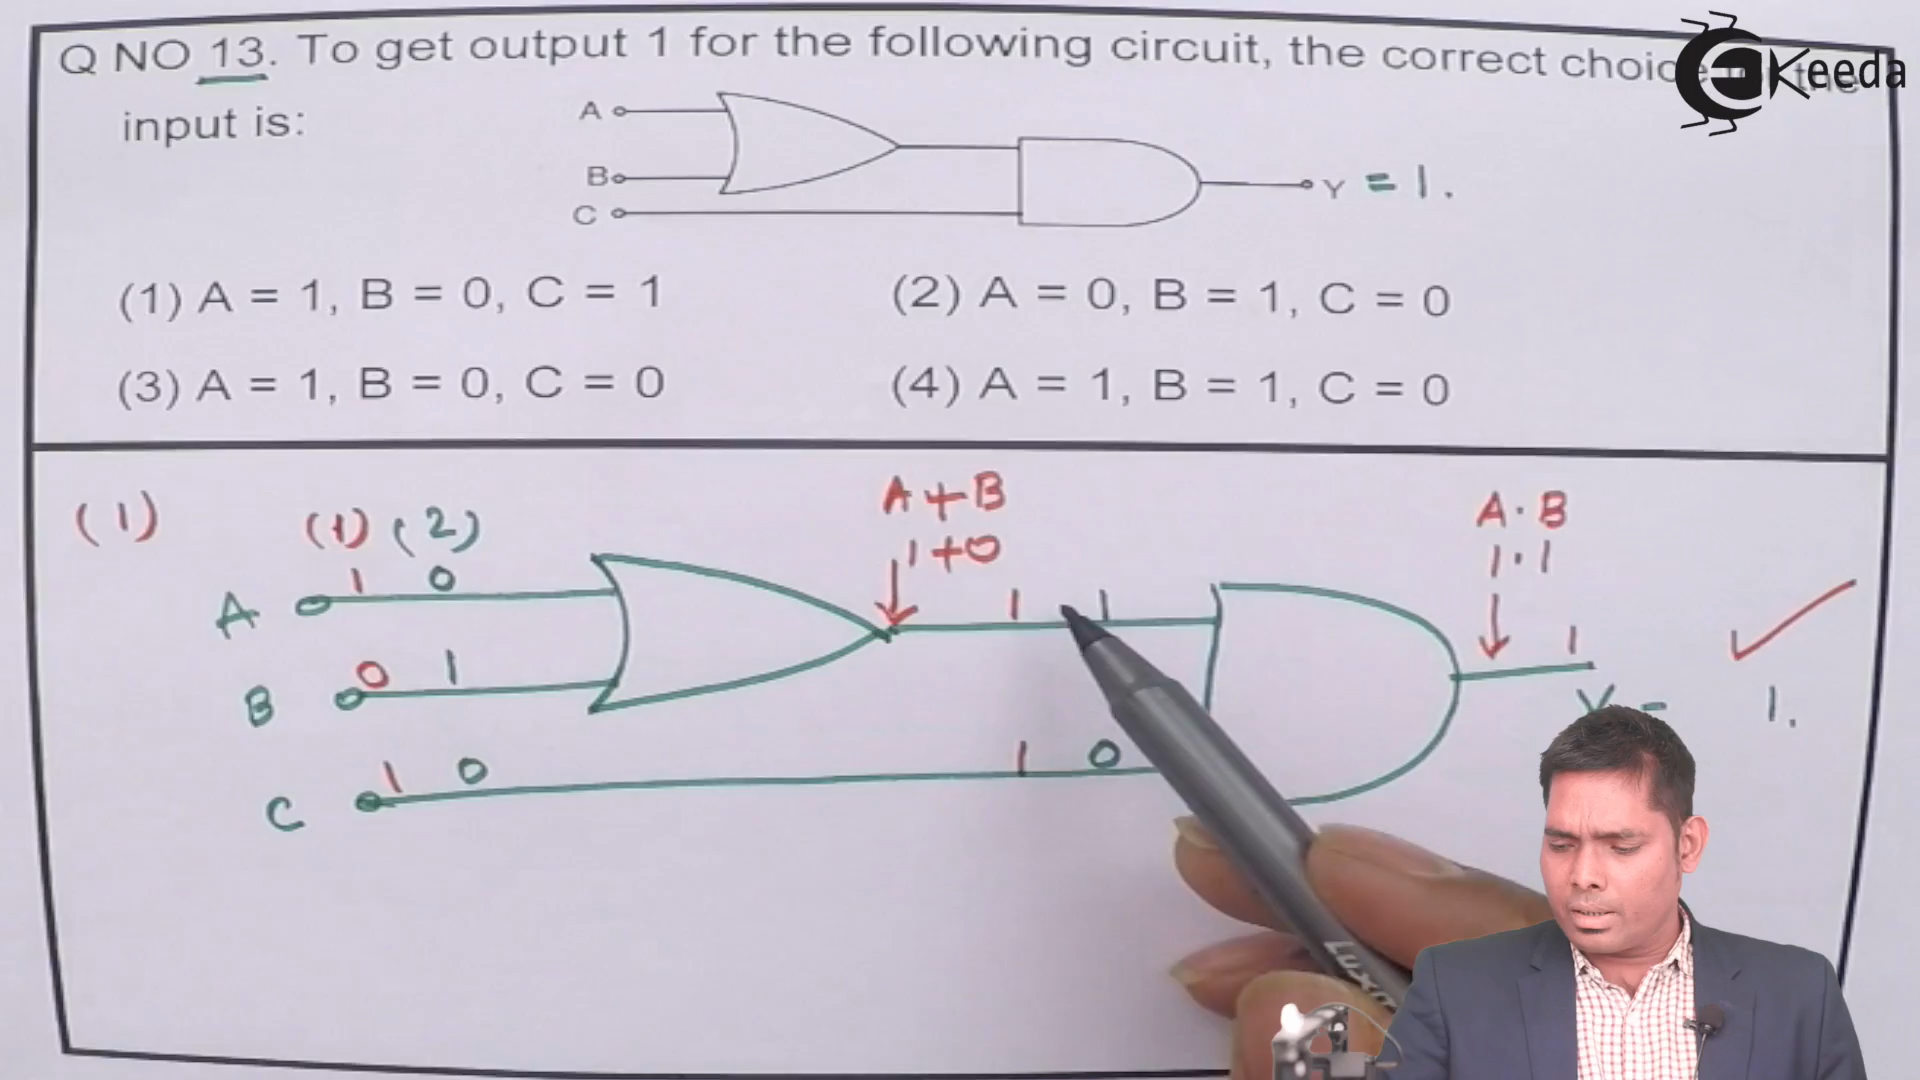 Q NO 13. To get output 1 for the following circuit, the correct choice the
input is:
A
B
C
Y = 1.
(1) A = 1, B = 0, C = 1
(2) A = 0, B = 1, C = 0
(3) A = 1, B = 0, C = 0
(4) A = 1, B = 1, C = 0
(1)
(1) (2)
A 1 0
B 0 1
C 1 0
A + B
1 + 0
1 1
1 0
A . B
1 . 1
1
Y = 1.
eKeeda